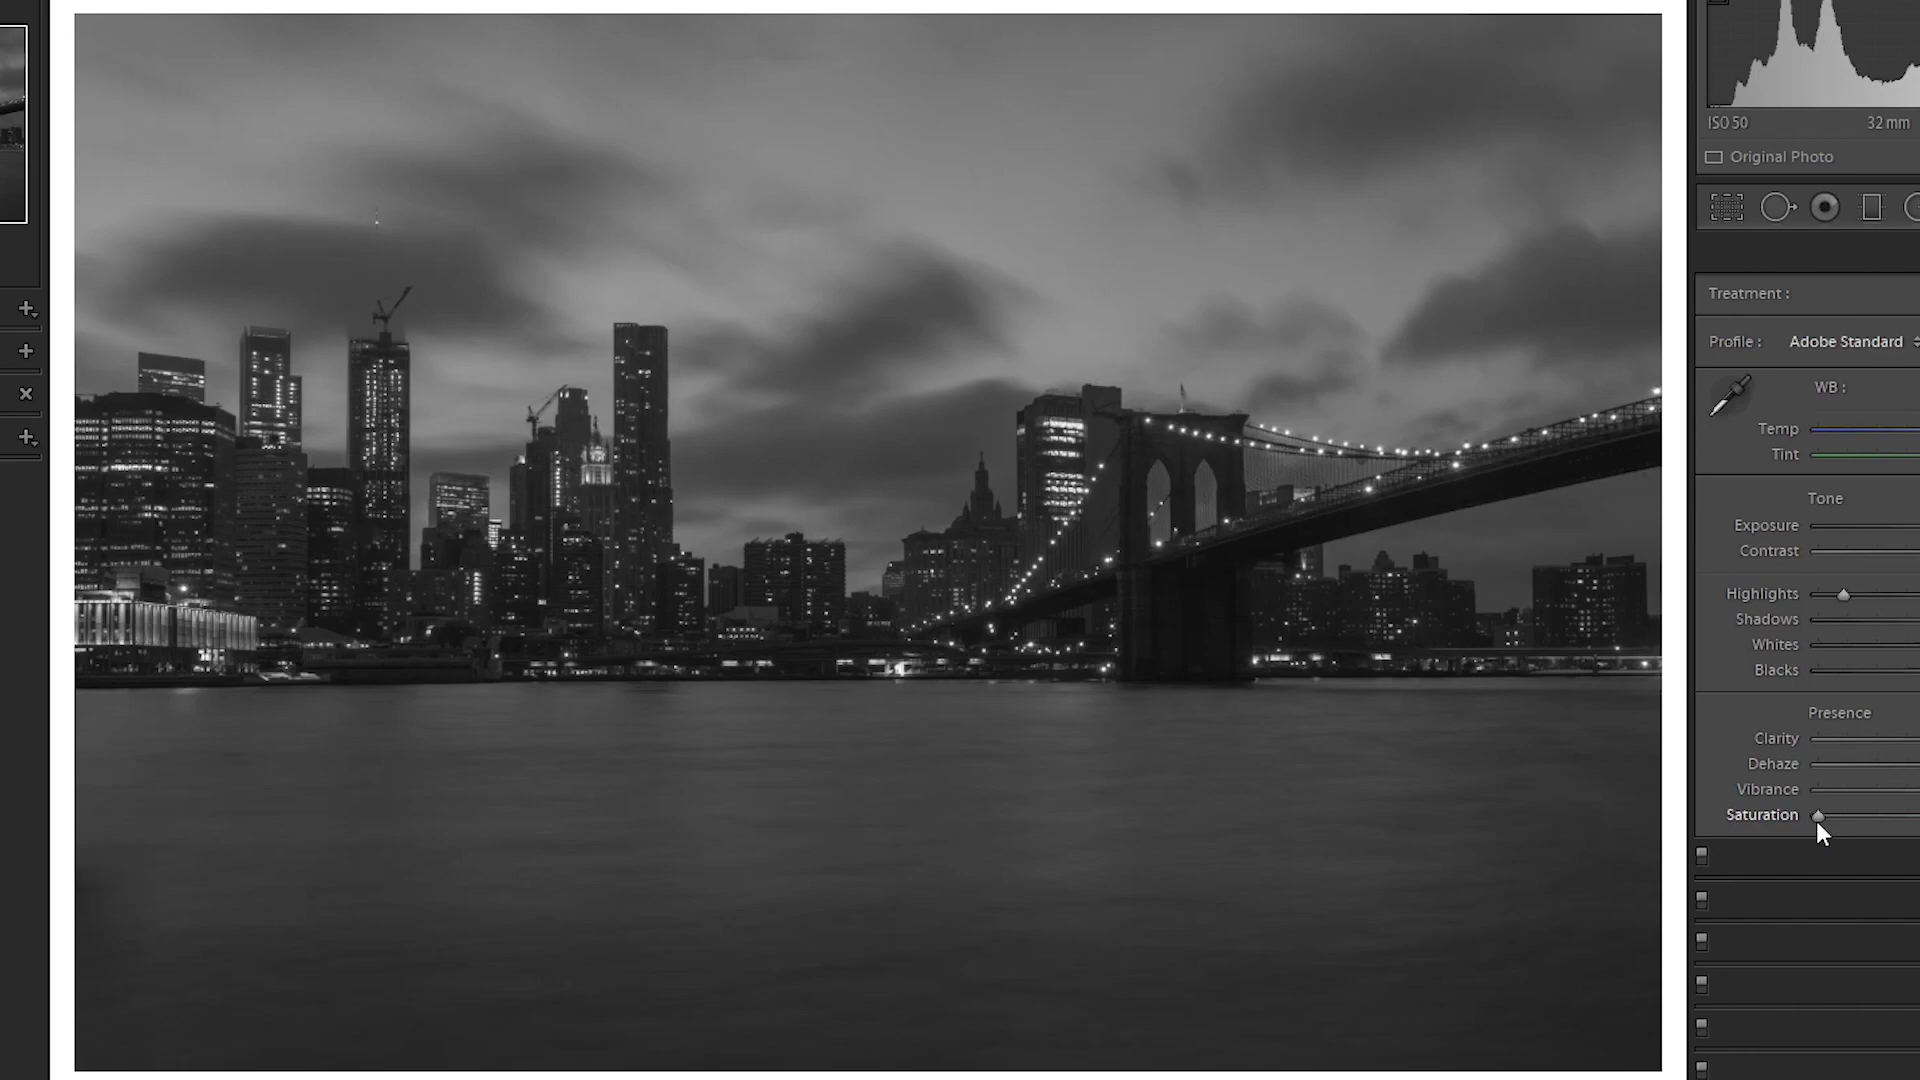 ISO 50 32 mm
Original Photo
Treatment :
Profile : Adobe Standard
WB :
Temp
Tint
Tone
Exposure
Contrast
Highlights
Shadows
Whites
Blacks
Presence
Clarity
Dehaze
Vibrance
Saturation